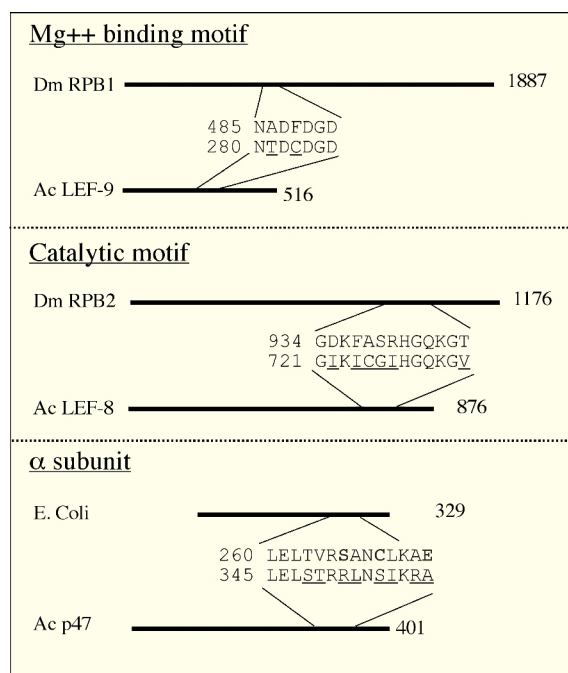 Mg++ binding motif
Dm RPB1 1887
485 NADFDGD
280 NTDCDGD
Ac LEF-9 516
Catalytic motif
Dm RPB2 1176
934 GDKFASRHGQKGT
721 GIKICGIHGQKGV
Ac LEF-8 876
α subunit
E. Coli 329
260 LELTVRSANCLKAE
345 LELSTRRLNSIKRA
Ac p47 401